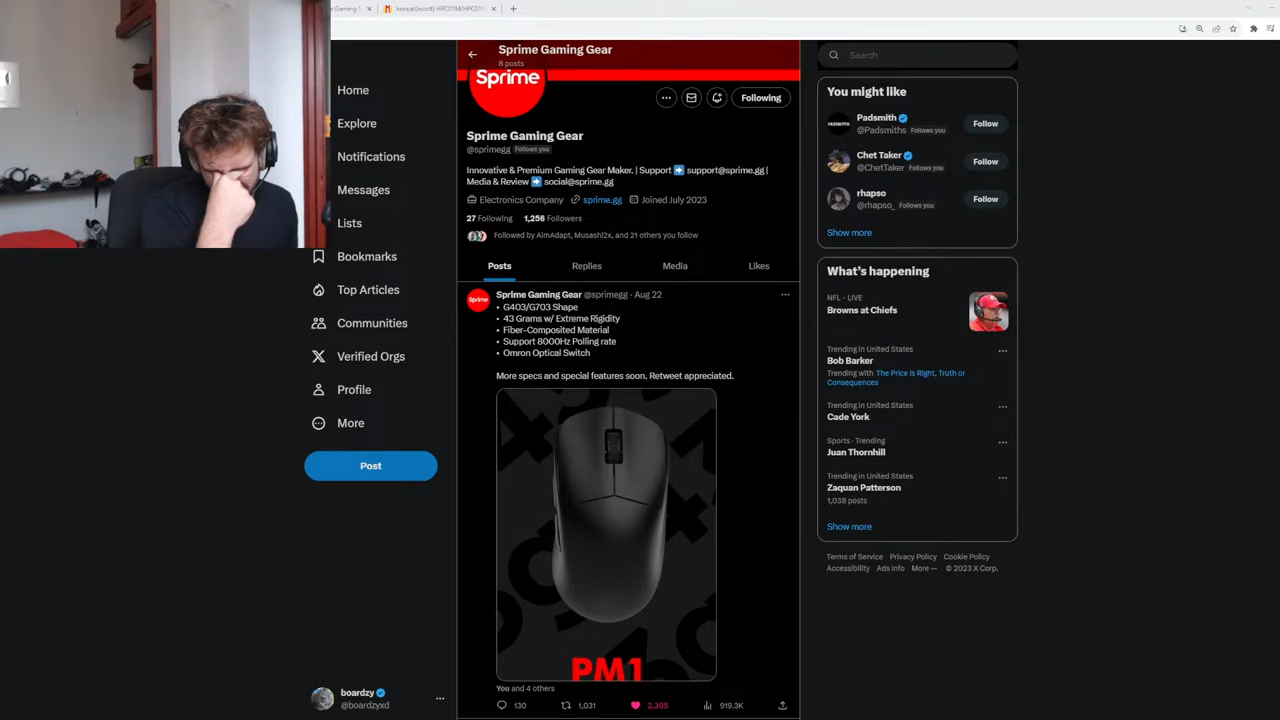 Ironcat(incott) HPC01M/HPC01
Sprime Gaming Gear
8 posts
Search
Sprime
Following
Sprime Gaming Gear
@sprimegg Follows you
Innovative & Premium Gaming Gear Maker. | Support ➡️ support@sprime.gg |
Media & Review ➡️ social@sprime.gg
Electronics Company sprime.gg Joined July 2023
27 Following 1,256 Followers
Followed by AimAdapt, Musashi2x, and 21 others you follow
Posts Replies Media Likes
Sprime Gaming Gear @sprimegg · Aug 22
Sprime
• G403/G703 Shape
• 43 Grams w/ Extreme Rigidity
• Fiber-Composited Material
• Support 8000Hz Polling rate
• Omron Optical Switch
More specs and special features soon. Retweet appreciated.
PM1
You and 4 others
130 1,031 2,305 919.3K
Home
Explore
Notifications
Messages
Lists
Bookmarks
Top Articles
Communities
Verified Orgs
Profile
More
Post
boardzy
@boardzyxd
You might like
Padsmith
@Padsmiths Follows you
Follow
Chet Taker
@ChetTaker
Follow
rhapso
@rhapso_ Follows you
Follow
Show more
What's happening
NFL · LIVE
Browns at Chiefs
Trending in United States
Bob Barker
Trending with The Price is Right, Truth or
Consequences
Trending in United States
Cade York
Sports · Trending
Juan Thornhill
Trending in United States
Zaquan Patterson
1,038 posts
Show more
Terms of Service Privacy Policy Cookie Policy
Accessibility Ads info More ··· © 2023 X Corp.